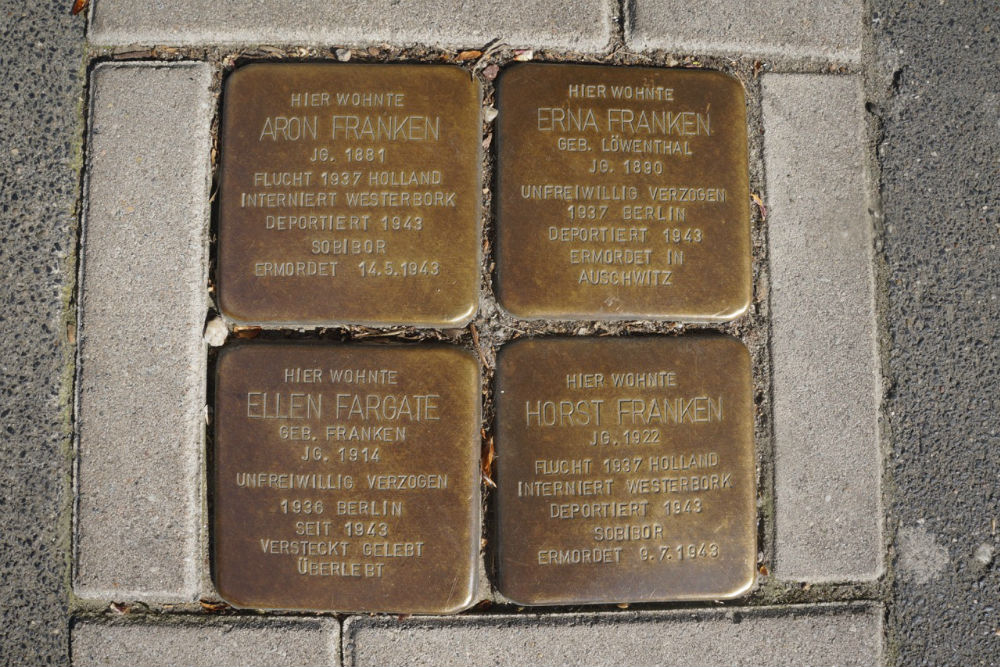 HIER WOHNTE
ARON FRANKEN
JG. 1881
FLUCHT 1937 HOLLAND
INTERNIERT WESTERBORK
DEPORTIERT 1943
SOBIBOR
ERMORDET 14.5.1943
HIER WOHNTE
ERNA FRANKEN
GEB. LÖWENTHAL
JG. 1890
UNFREIWILLIG VERZOGEN
1937 BERLIN
DEPORTIERT 1943
ERMORDET IN
AUSCHWITZ
HIER WOHNTE
ELLEN FARGATE
GEB. FRANKEN
JG. 1914
UNFREIWILLIG VERZOGEN
1936 BERLIN
SEIT 1943
VERSTECKT GELEBT
ÜBERLEBT
HIER WOHNTE
HORST FRANKEN
JG. 1922
FLUCHT 1937 HOLLAND
INTERNIERT WESTERBORK
DEPORTIERT 1943
SOBIBOR
ERMORDET 9.7.1943